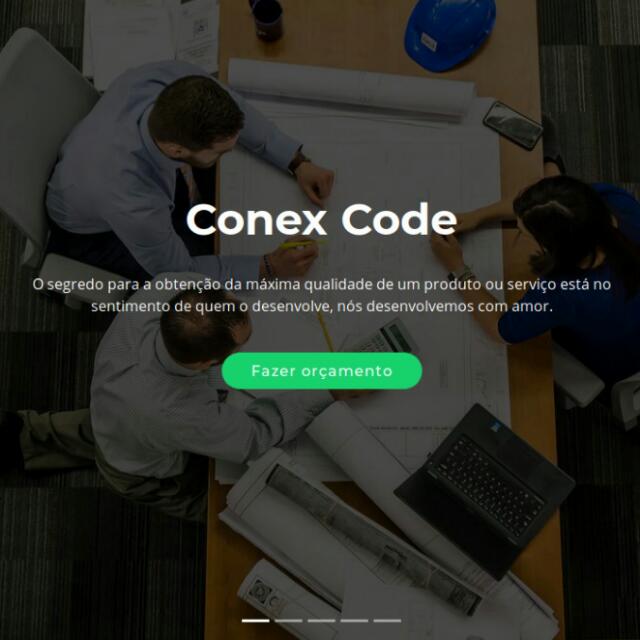 Conex Code
O segredo para a obtenção da máxima qualidade de um produto ou serviço está no
sentimento de quem o desenvolve, nós desenvolvemos com amor.
Fazer orçamento